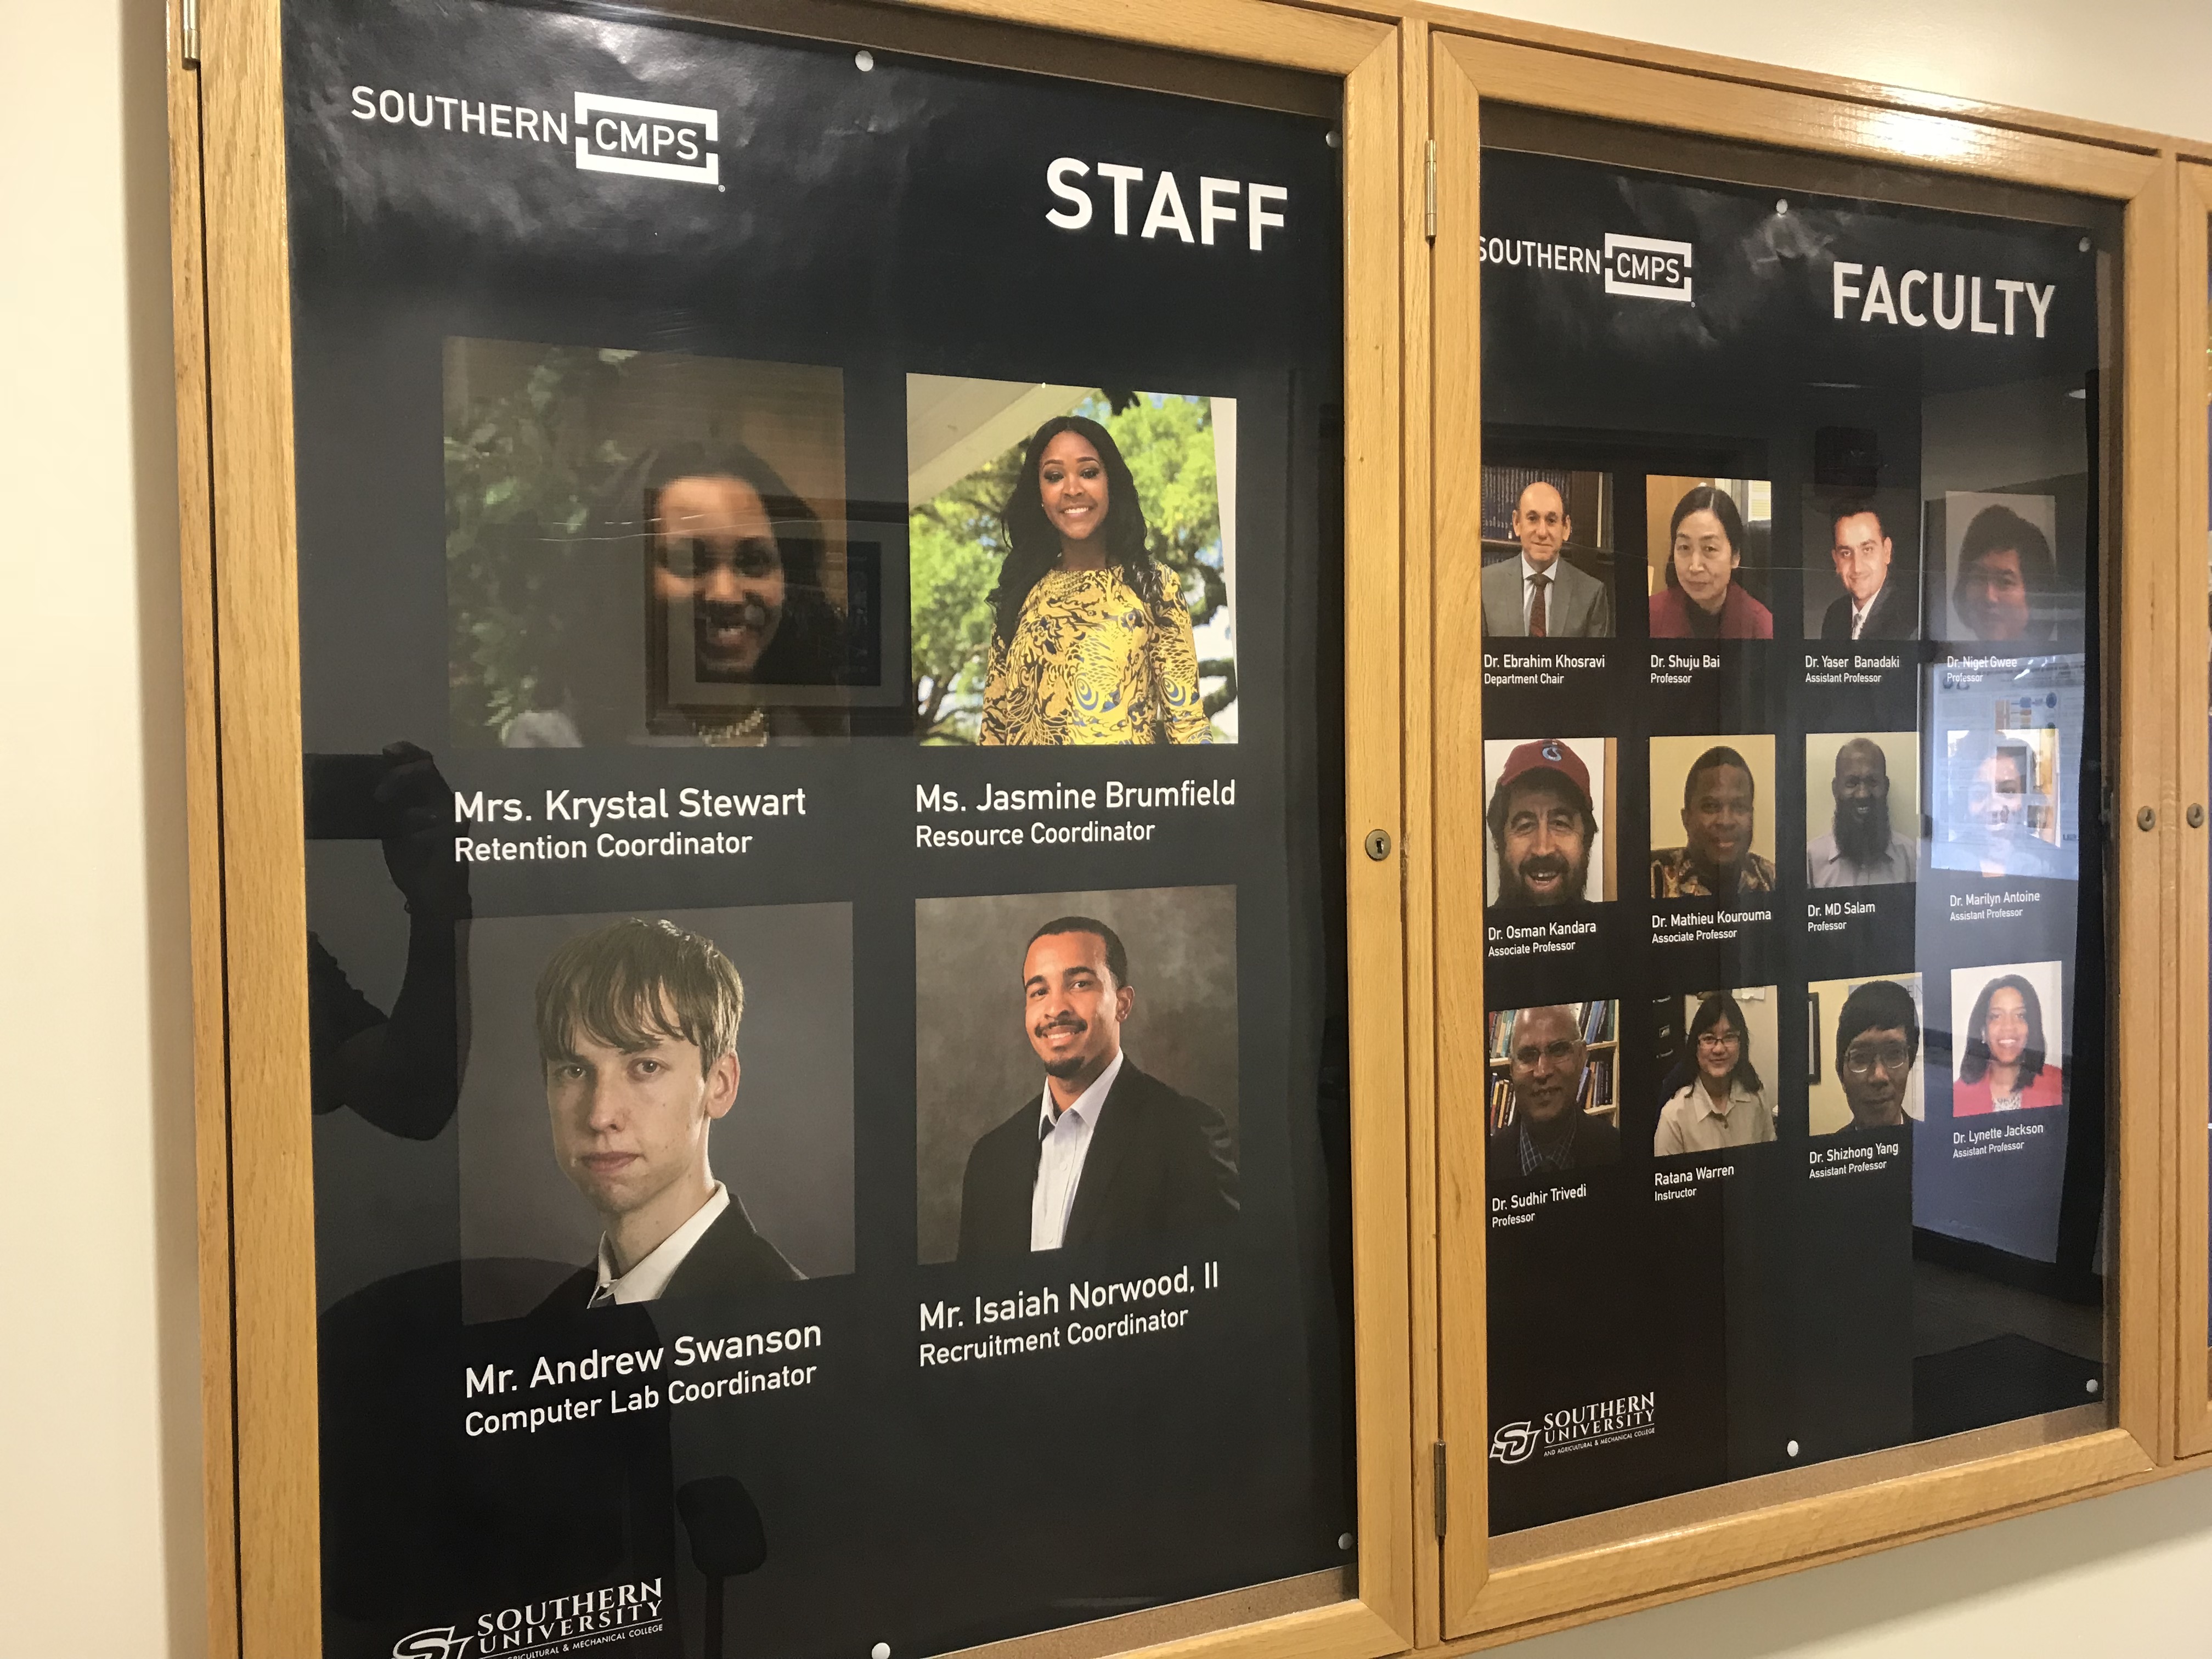 SOUTHERN CMPS
STAFF
Mrs. Krystal Stewart
Retention Coordinator
Ms. Jasmine Brumfield
Resource Coordinator
Mr. Andrew Swanson
Computer Lab Coordinator
Mr. Isaiah Norwood, II
Recruitment Coordinator
SOUTHERN
UNIVERSITY
& MECHANICAL COLLEGE
SOUTHERN CMPS
FACULTY
Dr. Ebrahim Khosravi
Department Chair
Dr. Shuju Bai
Professor
Dr. Yaser Banadaki
Assistant Professor
Dr. Nigel Gwee
Professor
Dr. Osman Kandara
Associate Professor
Dr. Mathieu Kourouma
Associate Professor
Dr. MD Salam
Professor
Dr. Marilyn Antoine
Assistant Professor
Dr. Sudhir Trivedi
Professor
Ratana Warren
Instructor
Dr. Shizhong Yang
Assistant Professor
Dr. Lynette Jackson
Assistant Professor
SU
SOUTHERN
UNIVERSITY
AND AGRICULTURAL & MECHANICAL COLLEGE